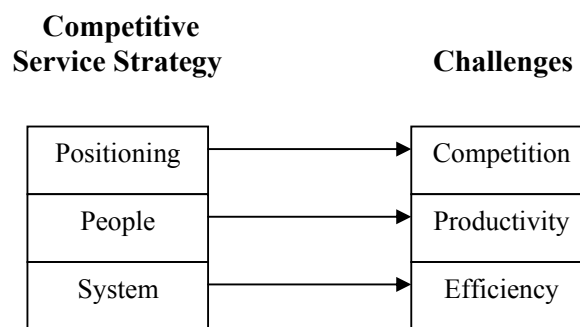 Competitive
Service Strategy
Challenges
Positioning
Competition
People
Productivity
System
Efficiency